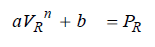 aV_R^n + b = P_R